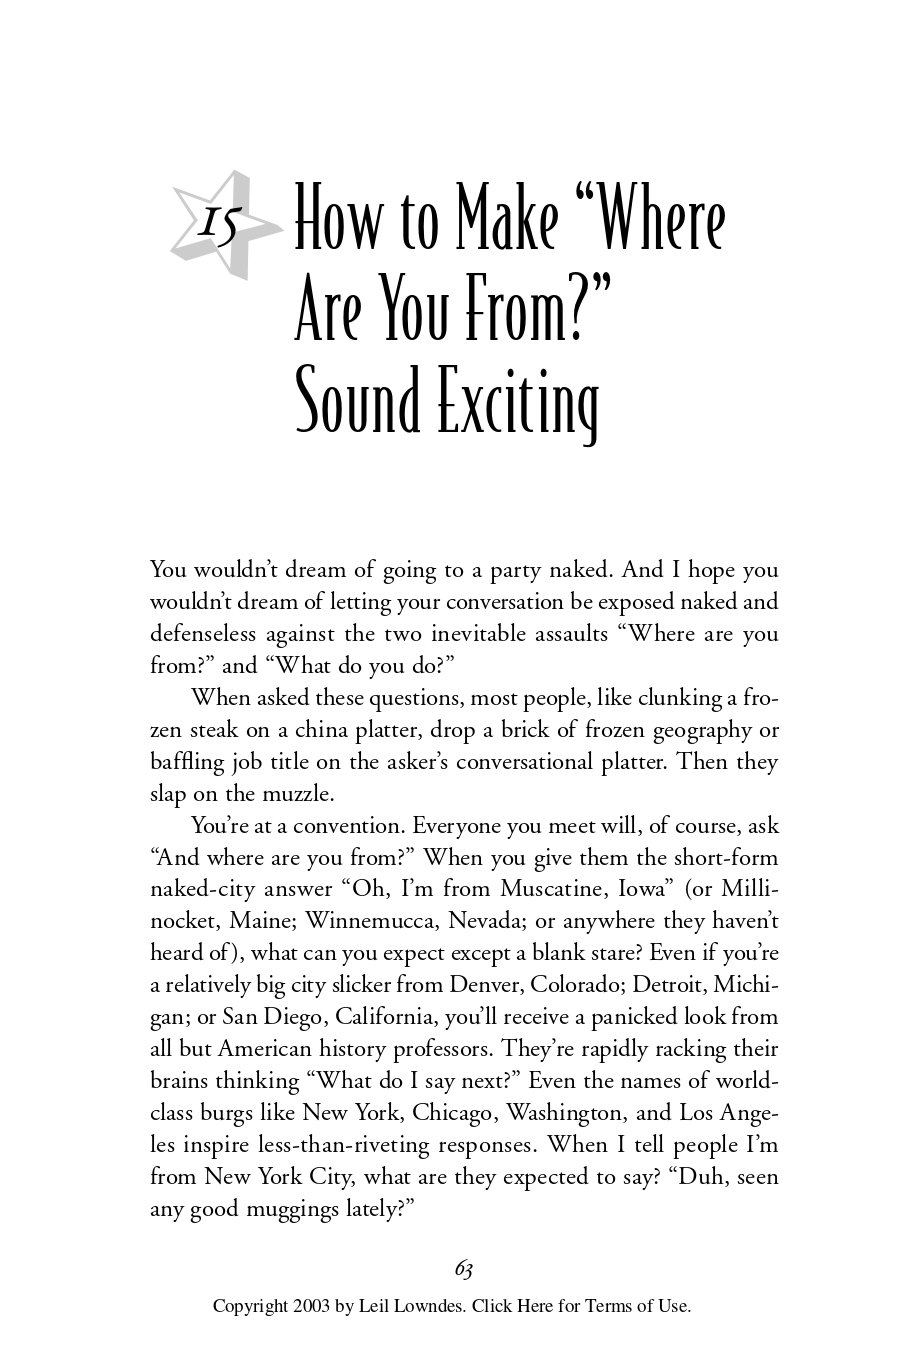 15
How to Make “Where
Are You From?”
Sound Exciting
You wouldn’t dream of going to a party naked. And I hope you
wouldn’t dream of letting your conversation be exposed naked and
defenseless against the two inevitable assaults “Where are you
from?” and “What do you do?”
When asked these questions, most people, like clunking a fro-
zen steak on a china platter, drop a brick of frozen geography or
baffling job title on the asker’s conversational platter. Then they
slap on the muzzle.
You’re at a convention. Everyone you meet will, of course, ask
“And where are you from?” When you give them the short-form
naked-city answer “Oh, I’m from Muscatine, Iowa” (or Milli-
nocket, Maine; Winnemucca, Nevada; or anywhere they haven’t
heard of), what can you expect except a blank stare? Even if you’re
a relatively big city slicker from Denver, Colorado; Detroit, Michi-
gan; or San Diego, California, you’ll receive a panicked look from
all but American history professors. They’re rapidly racking their
brains thinking “What do I say next?” Even the names of world-
class burgs like New York, Chicago, Washington, and Los Ange-
les inspire less-than-riveting responses. When I tell people I’m
from New York City, what are they expected to say? “Duh, seen
any good muggings lately?”
63
Copyright 2003 by Leil Lowndes. Click Here for Terms of Use.